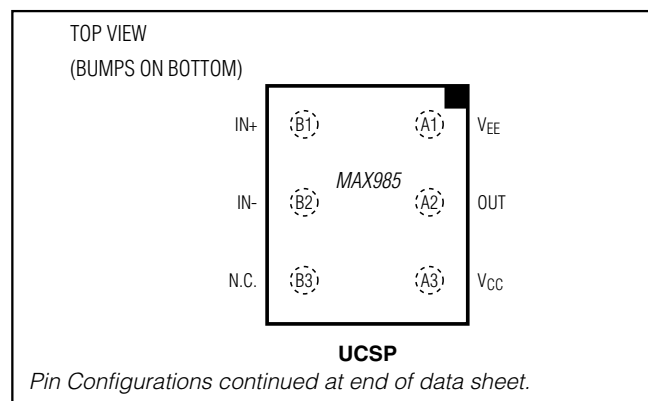 TOP VIEW
(BUMPS ON BOTTOM)
IN+ B1 A1 VEE
MAX985
IN- B2 A2 OUT
N.C. B3 A3 VCC
UCSP
Pin Configurations continued at end of data sheet.